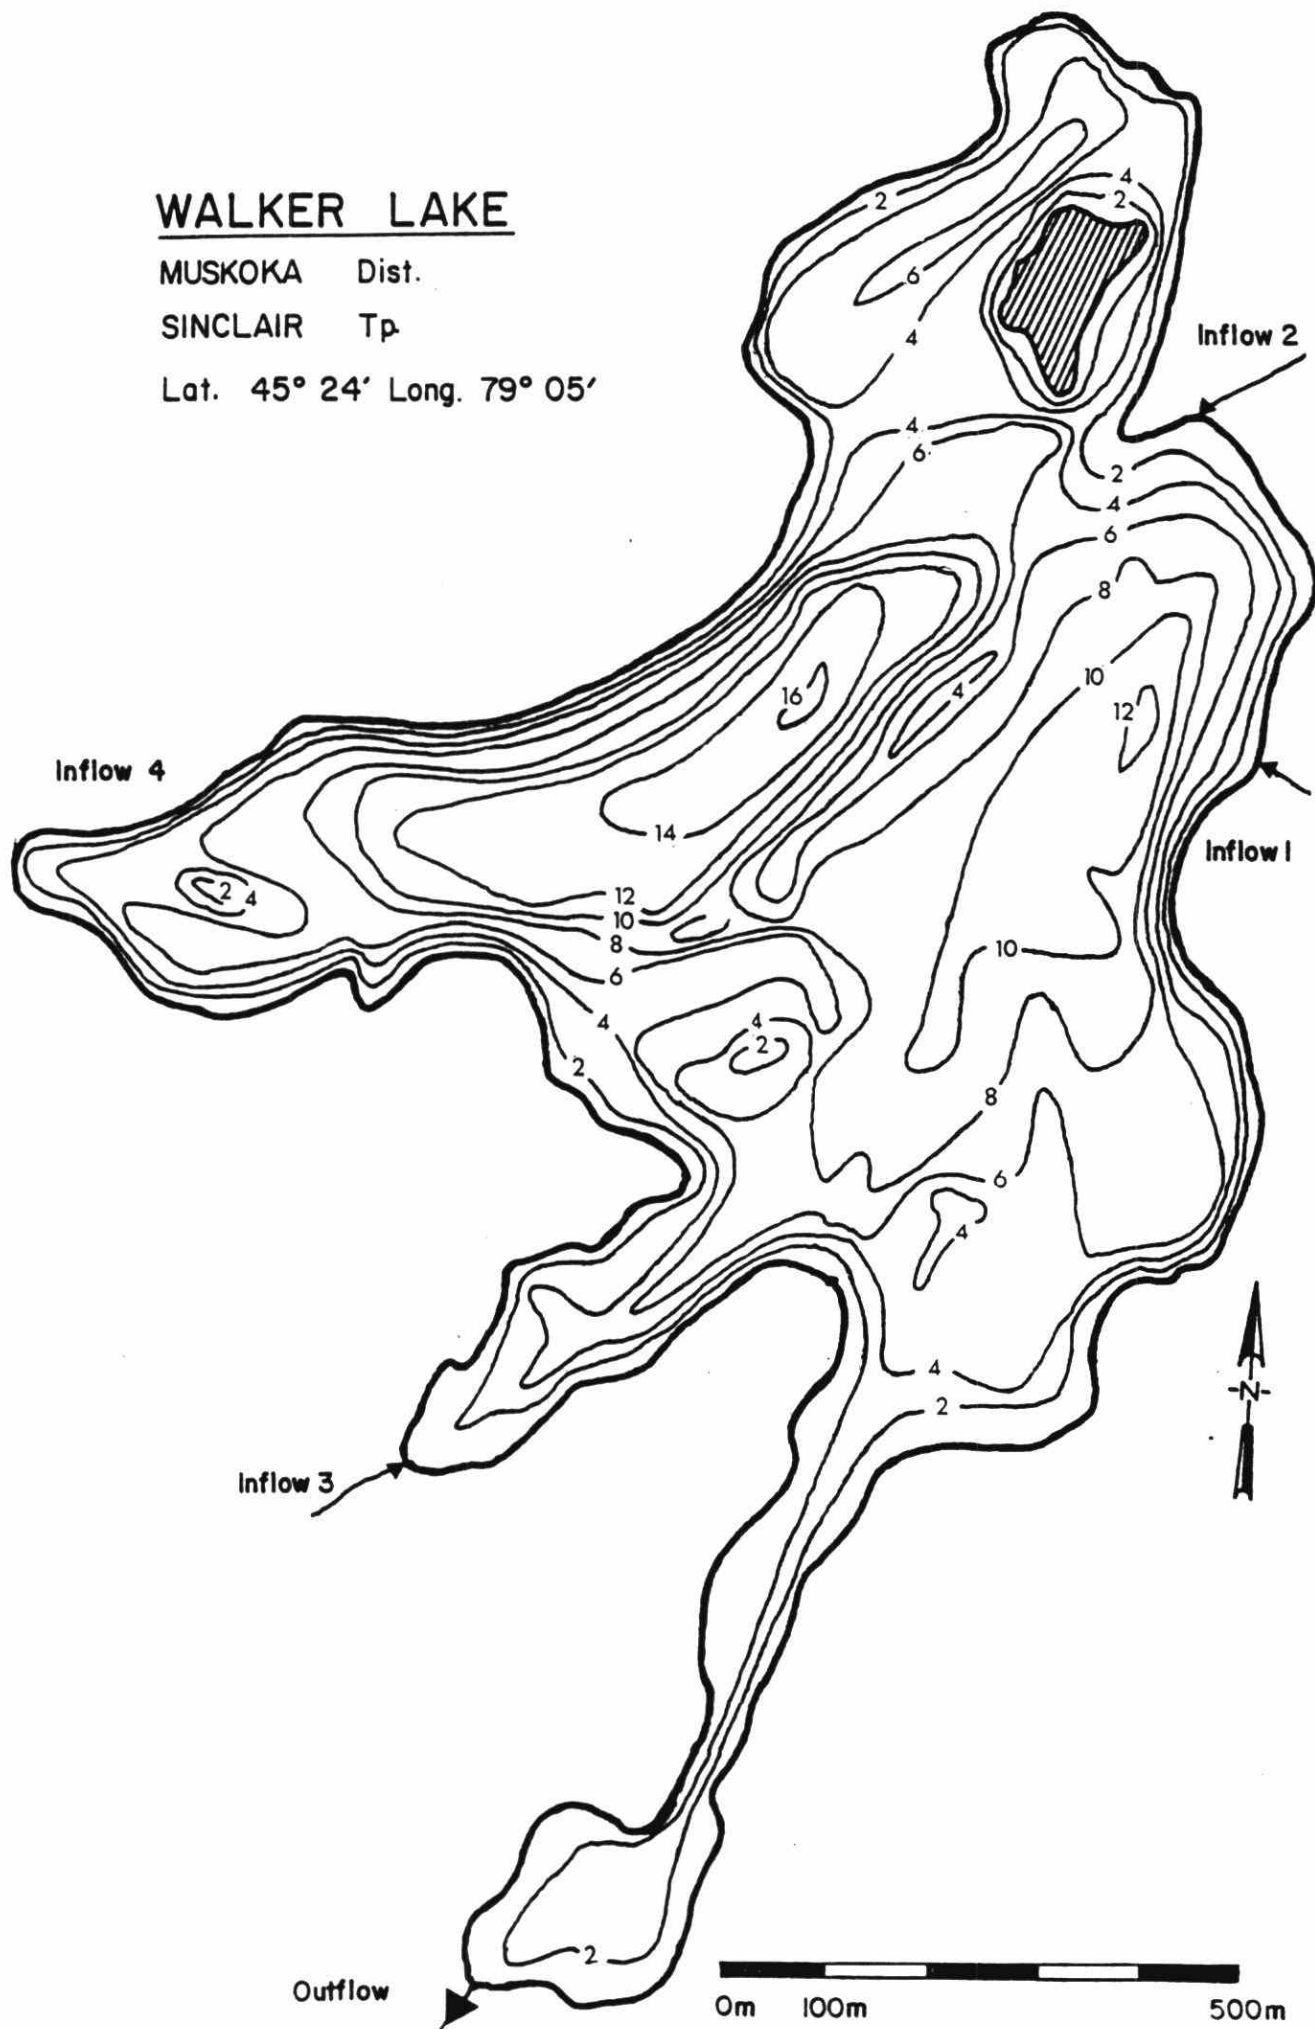 WALKER LAKE
MUSKOKA Dist.
SINCLAIR Tp.
Lat. 45° 24′ Long. 79° 05′
4
2
2
6
4
Inflow 2
4
6
2
4
6
8
10
16
4
12
Inflow 4
14
Inflow 1
2 4
12
10
8
10
6
4
4
2
2
8
6
4
4
-N-
2
Inflow 3
2
Outflow
0m 100m 500m